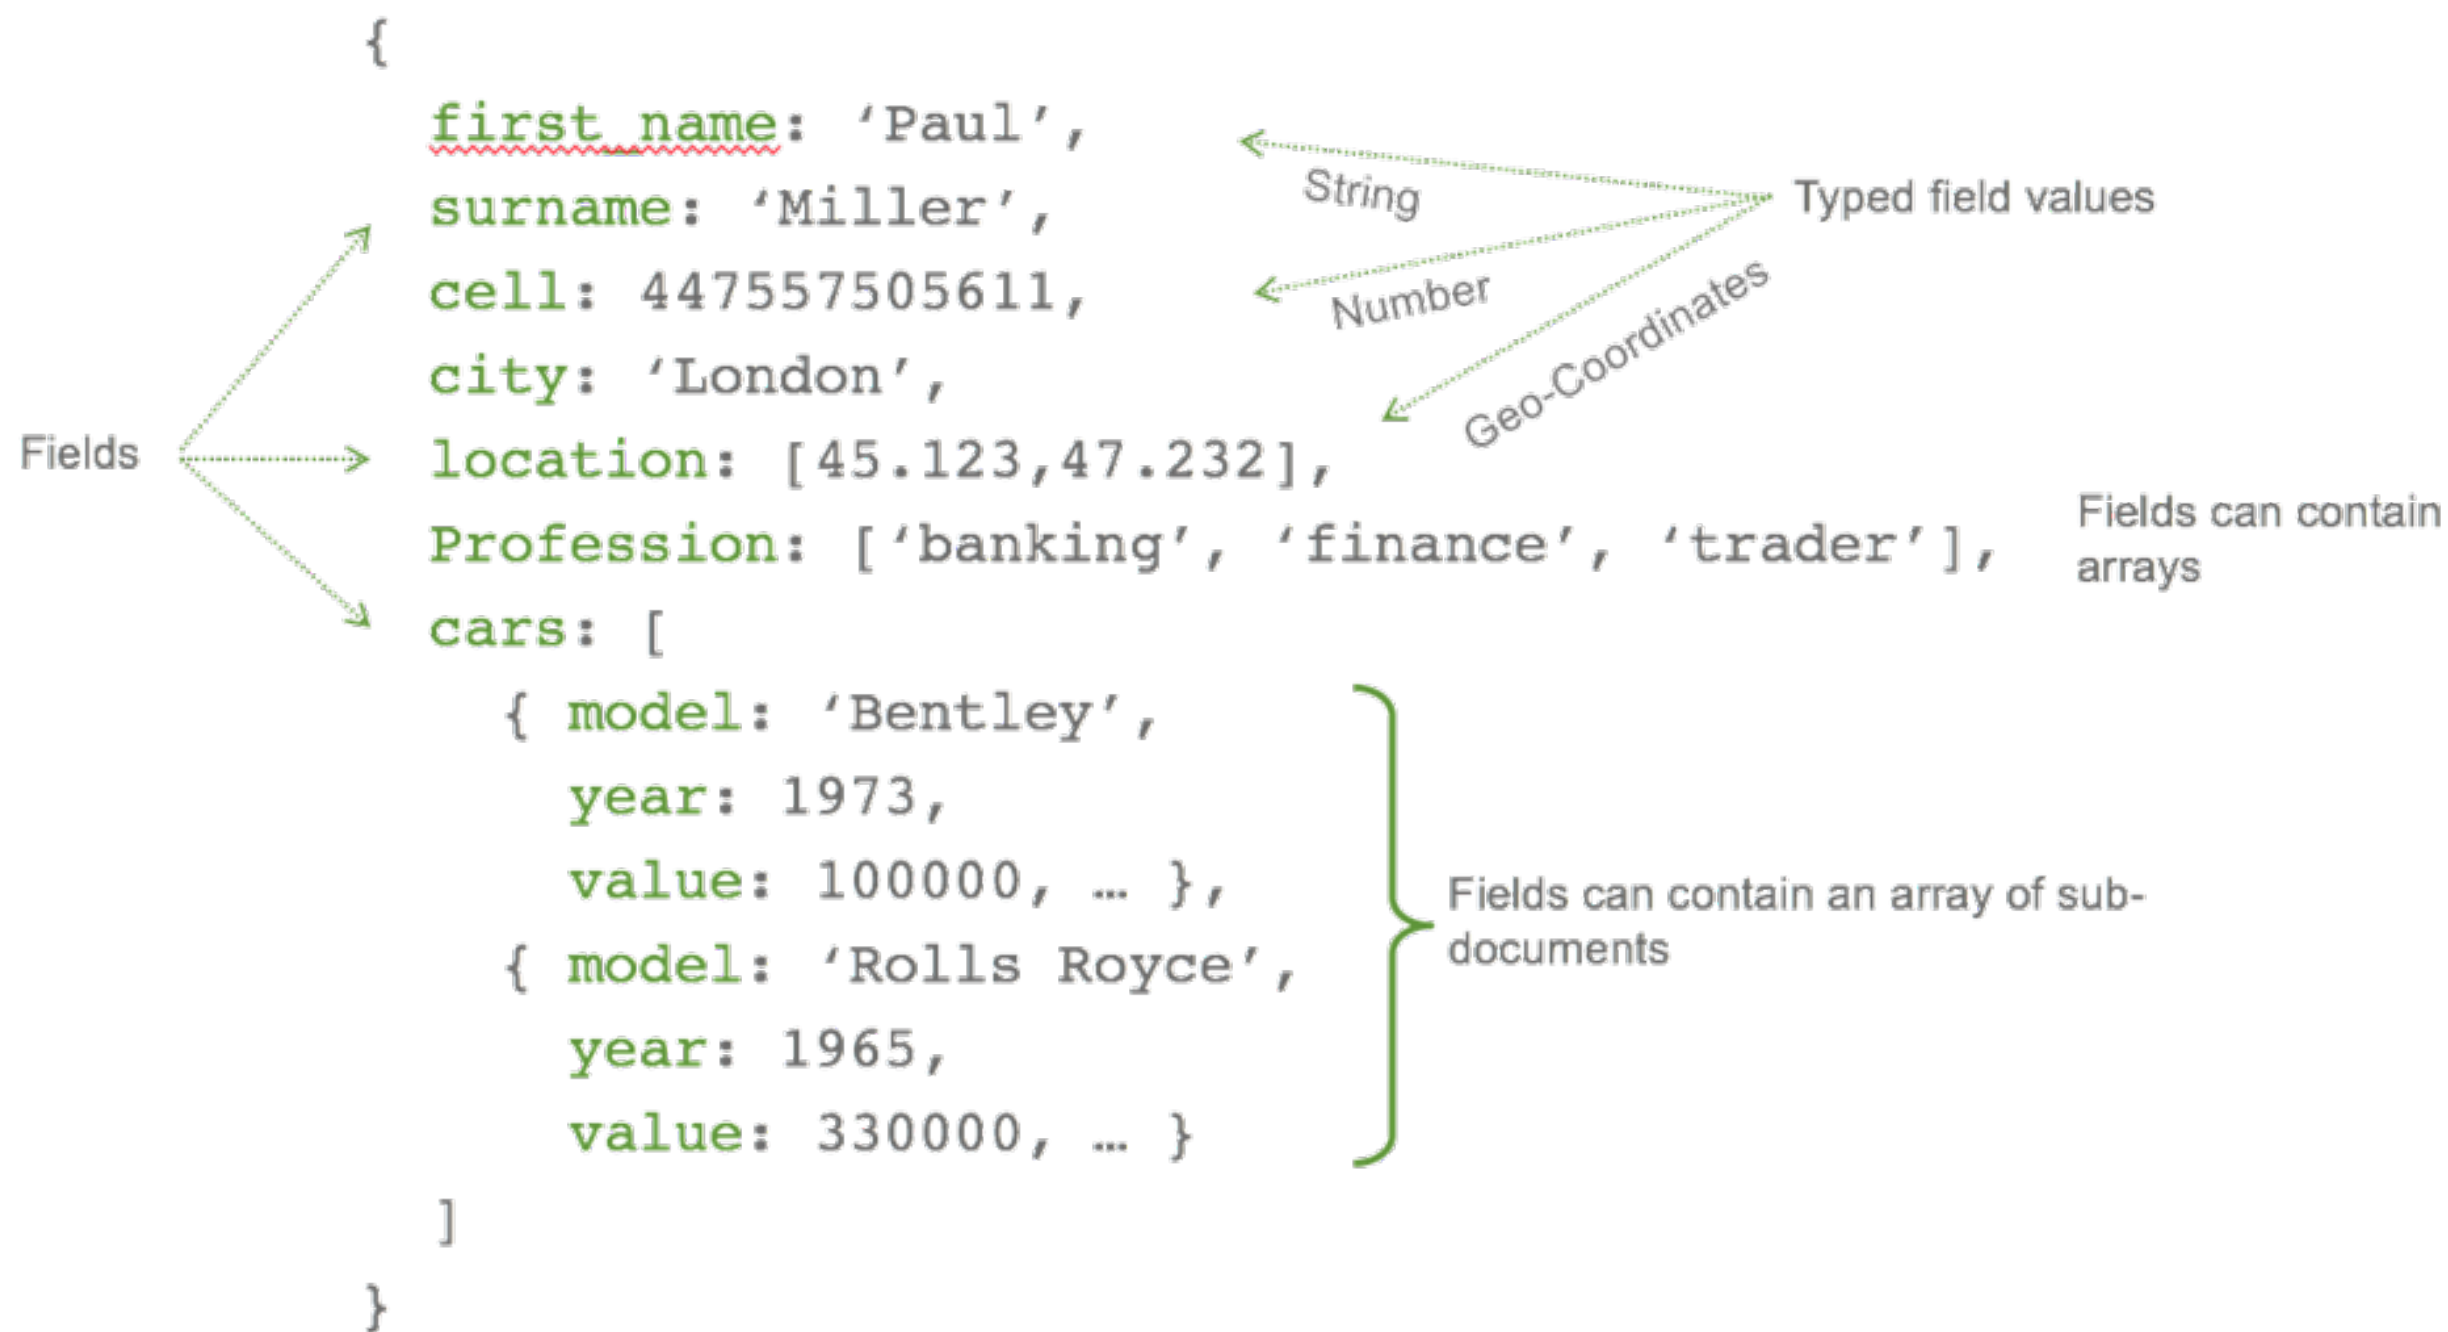 {
first_name: ‘Paul’,
String
Typed field values
surname: ‘Miller’,
cell: 447557505611,
Number
city: ‘London’,
Geo-Coordinates
Fields
location: [45.123,47.232],
Profession: [‘banking’, ‘finance’, ‘trader’],
Fields can contain
arrays
cars: [
{ model: ‘Bentley’,
year: 1973,
value: 100000, … },
Fields can contain an array of sub-
documents
{ model: ‘Rolls Royce’,
year: 1965,
value: 330000, … }
]
}